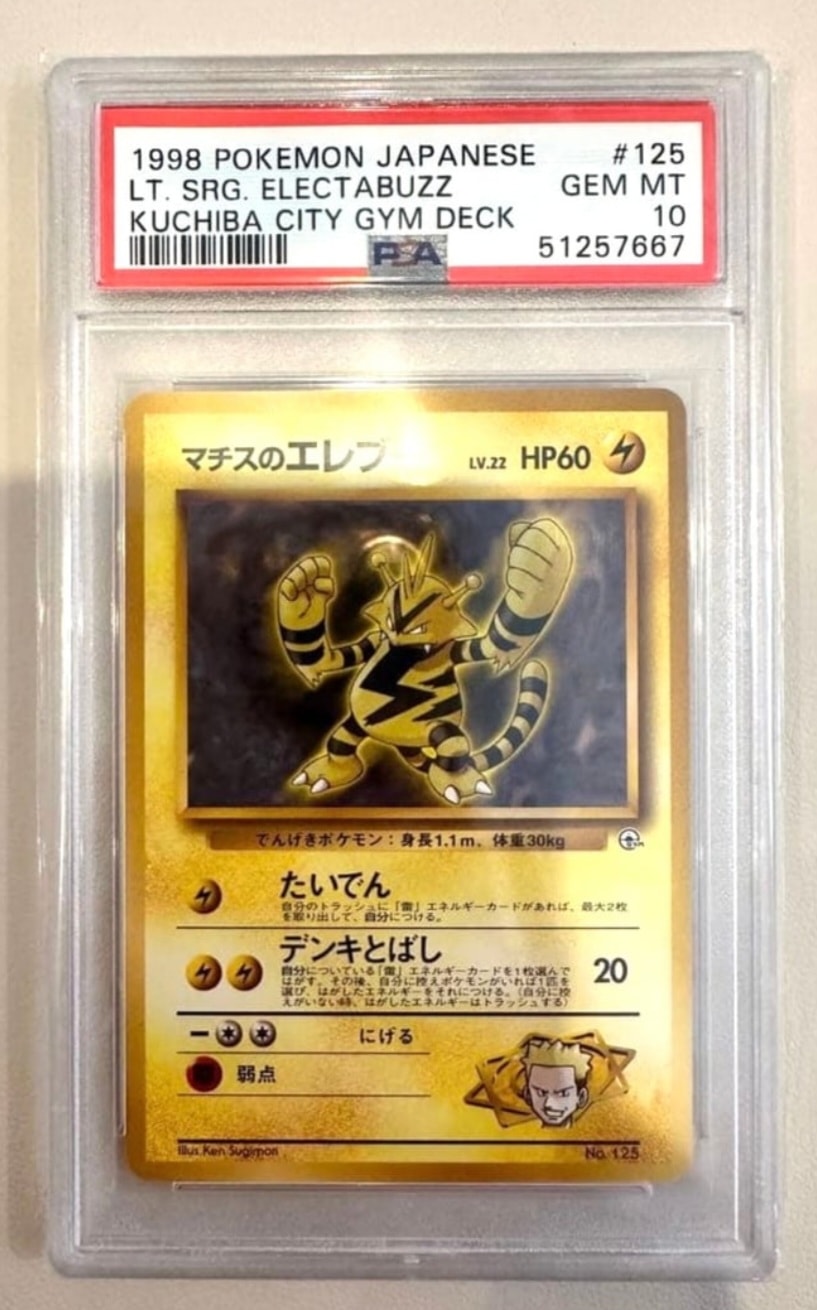 1998 POKEMON JAPANESE #125
LT. SRG. ELECTABUZZ GEM MT
KUCHIBA CITY GYM DECK 10
PSA 51257667
マチスのエレブ LV.22 HP60
でんげきポケモン：身長1.1m、体重30kg
たいでん
自分のトラッシュに「雷」エネルギーカードがあれば、最大2枚
を取り出して、自分につける。
デンキとばし 20
自分についている「雷」エネルギーカードを1枚選んで
はがす。その後、自分に控えポケモンがいれば1匹を
選び、はがしたエネルギーをそれにつける。（自分に控
えがいない時、はがしたエネルギーはトラッシュする）
にげる
弱点
Illus.Ken Sugimori No. 125